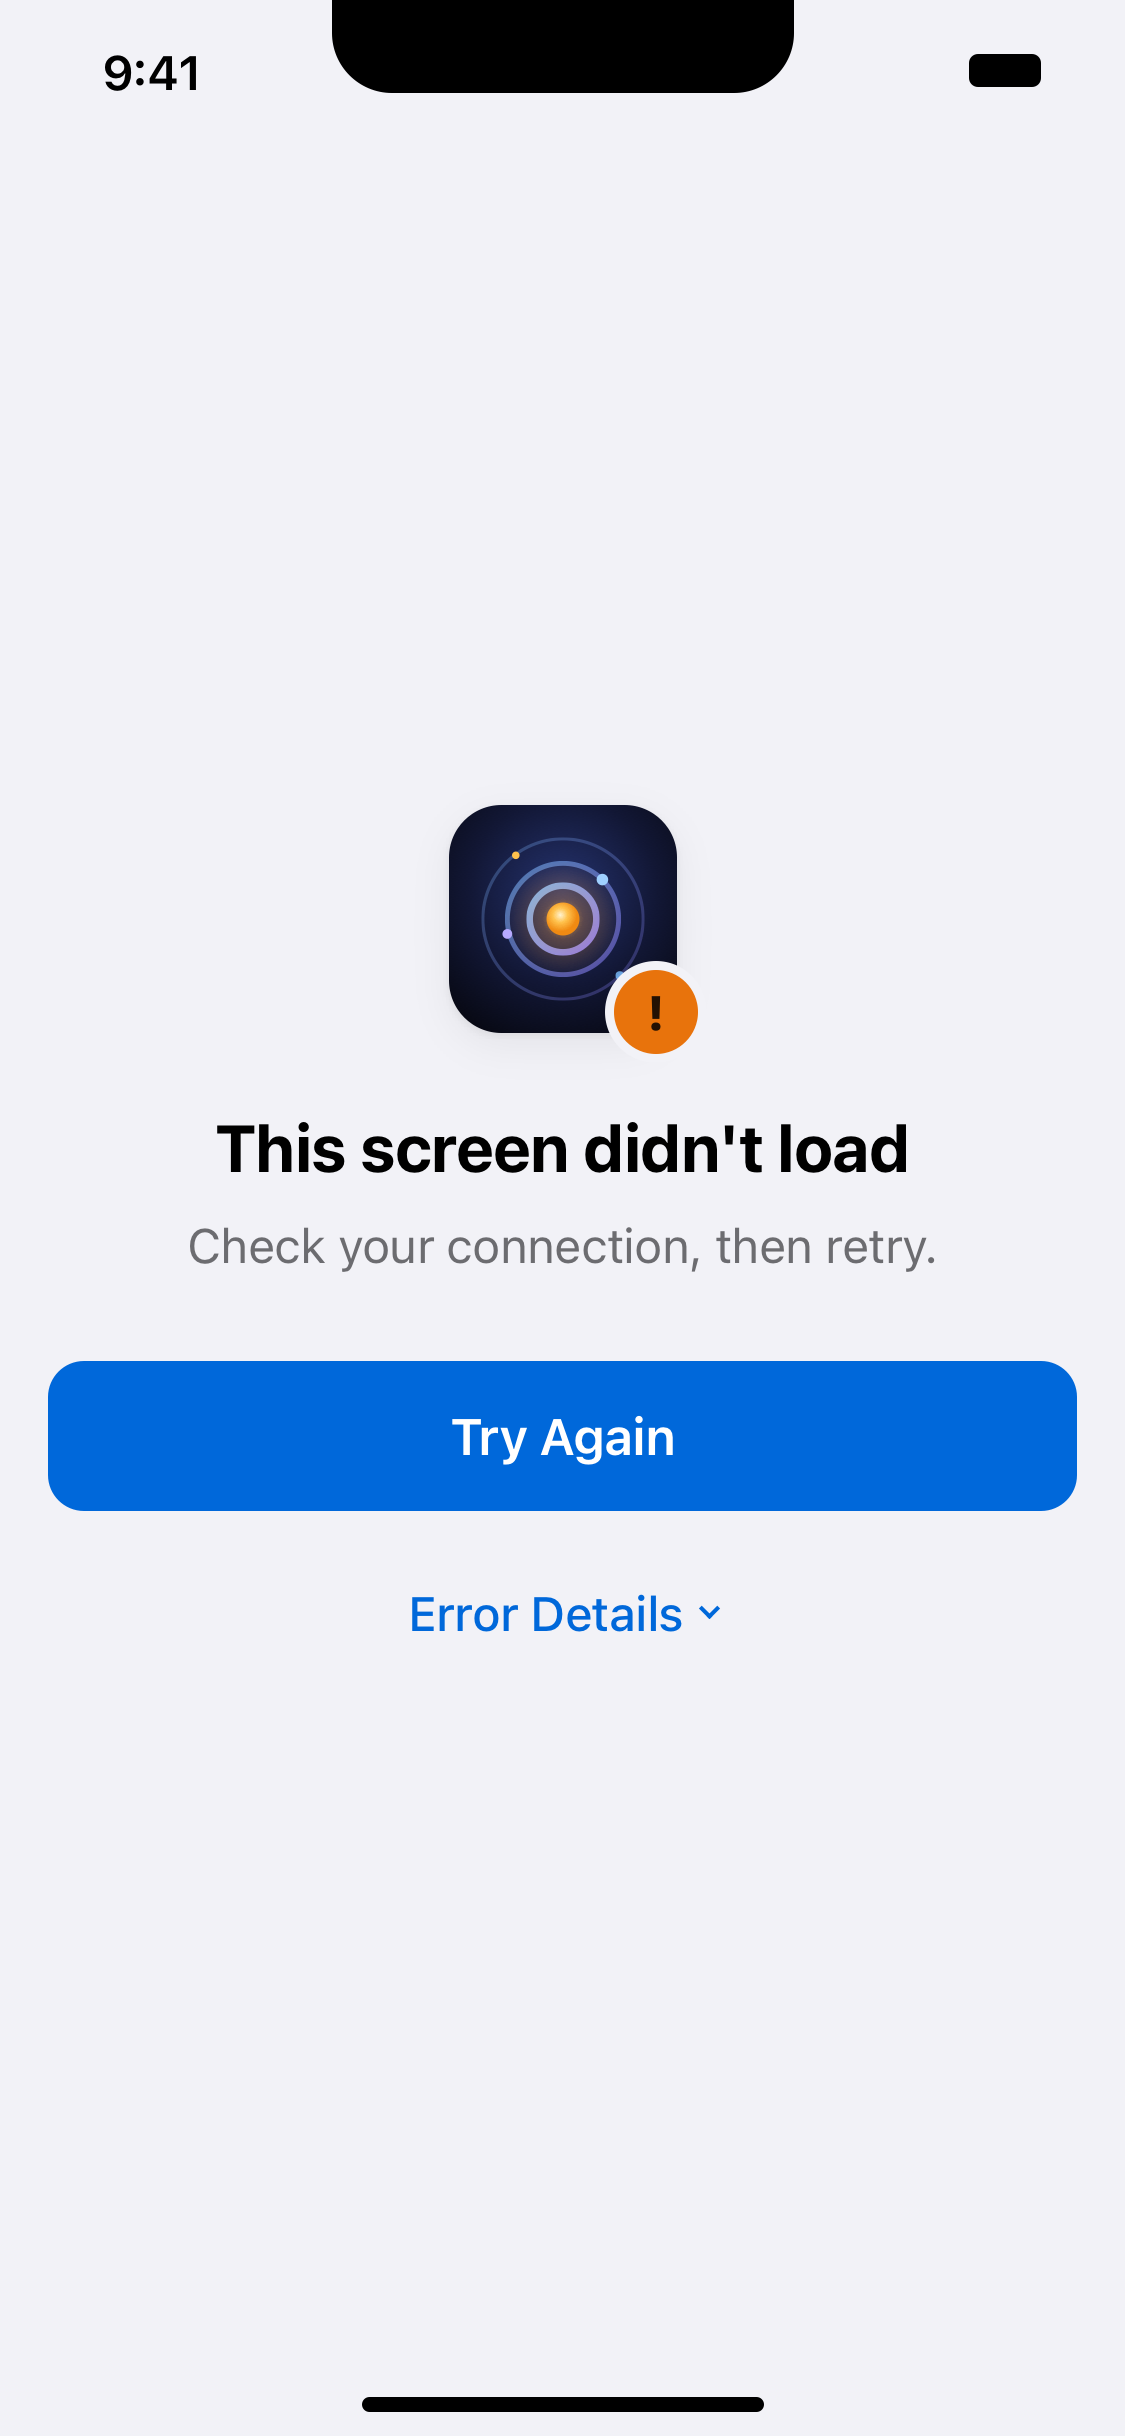 9:41
!
This screen didn't load
Check your connection, then retry.
Try Again
Error Details